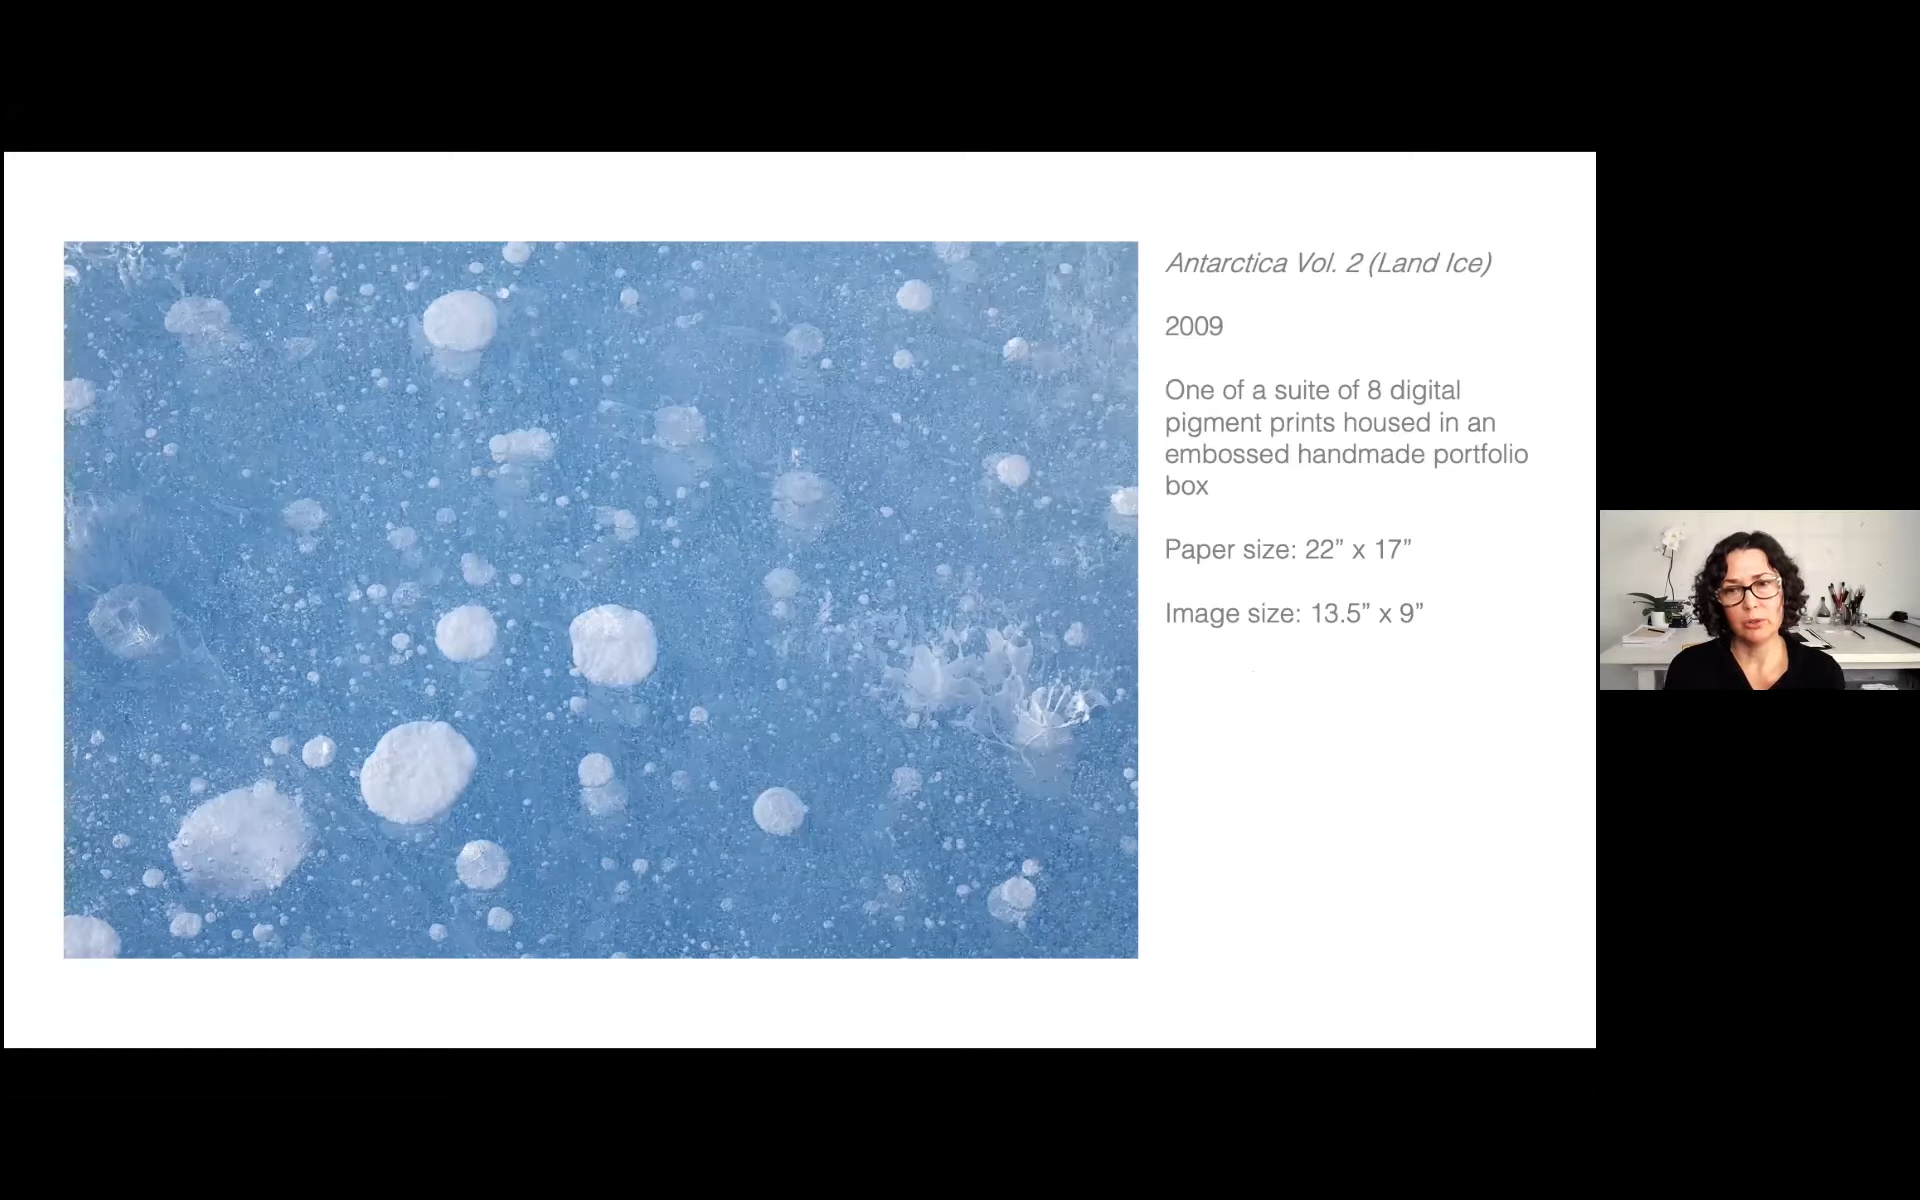 Antarctica Vol. 2 (Land Ice)
2009
One of a suite of 8 digital
pigment prints housed in an
embossed handmade portfolio
box
Paper size: 22” x 17”
Image size: 13.5” x 9”